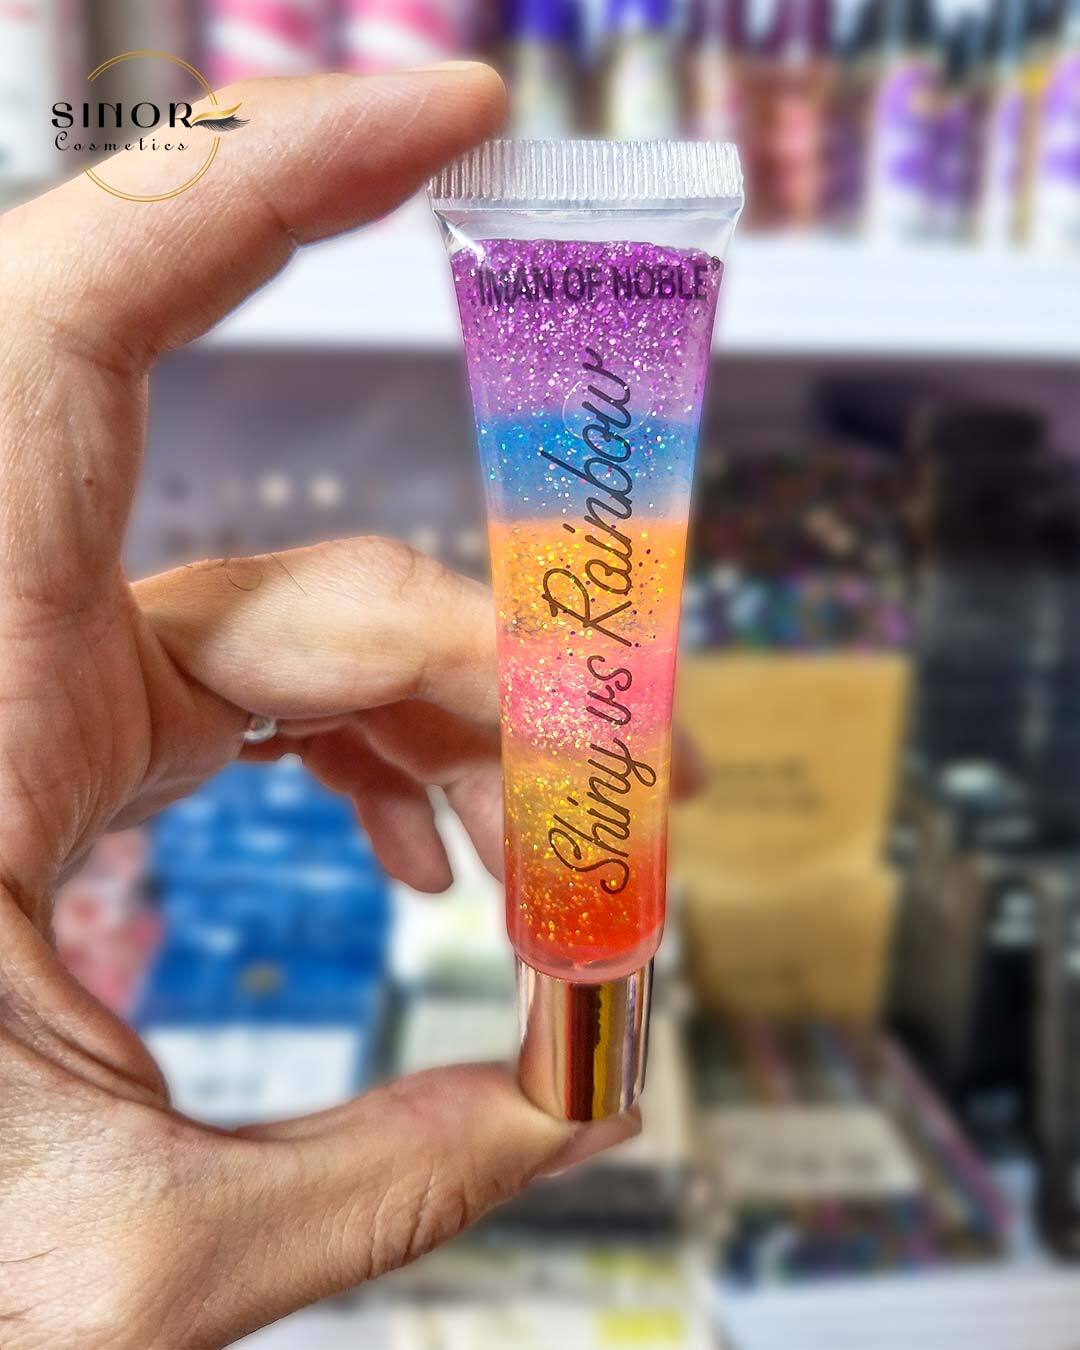 SINOR
Cosmetics
IMAN OF NOBLE®
Shiny vs Rainbow